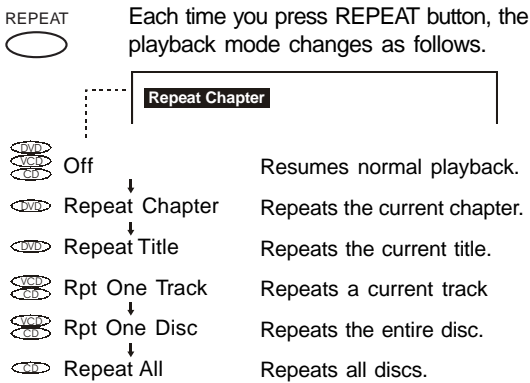 REPEAT
Each time you press REPEAT button, the
playback mode changes as follows.
Repeat Chapter
DVD
VCD
CD
Off
Resumes normal playback.
DVD
Repeat Chapter
Repeats the current chapter.
DVD
Repeat Title
Repeats the current title.
VCD
CD
Rpt One Track
Repeats a current track
VCD
CD
Rpt One Disc
Repeats the entire disc.
CD
Repeat All
Repeats all discs.